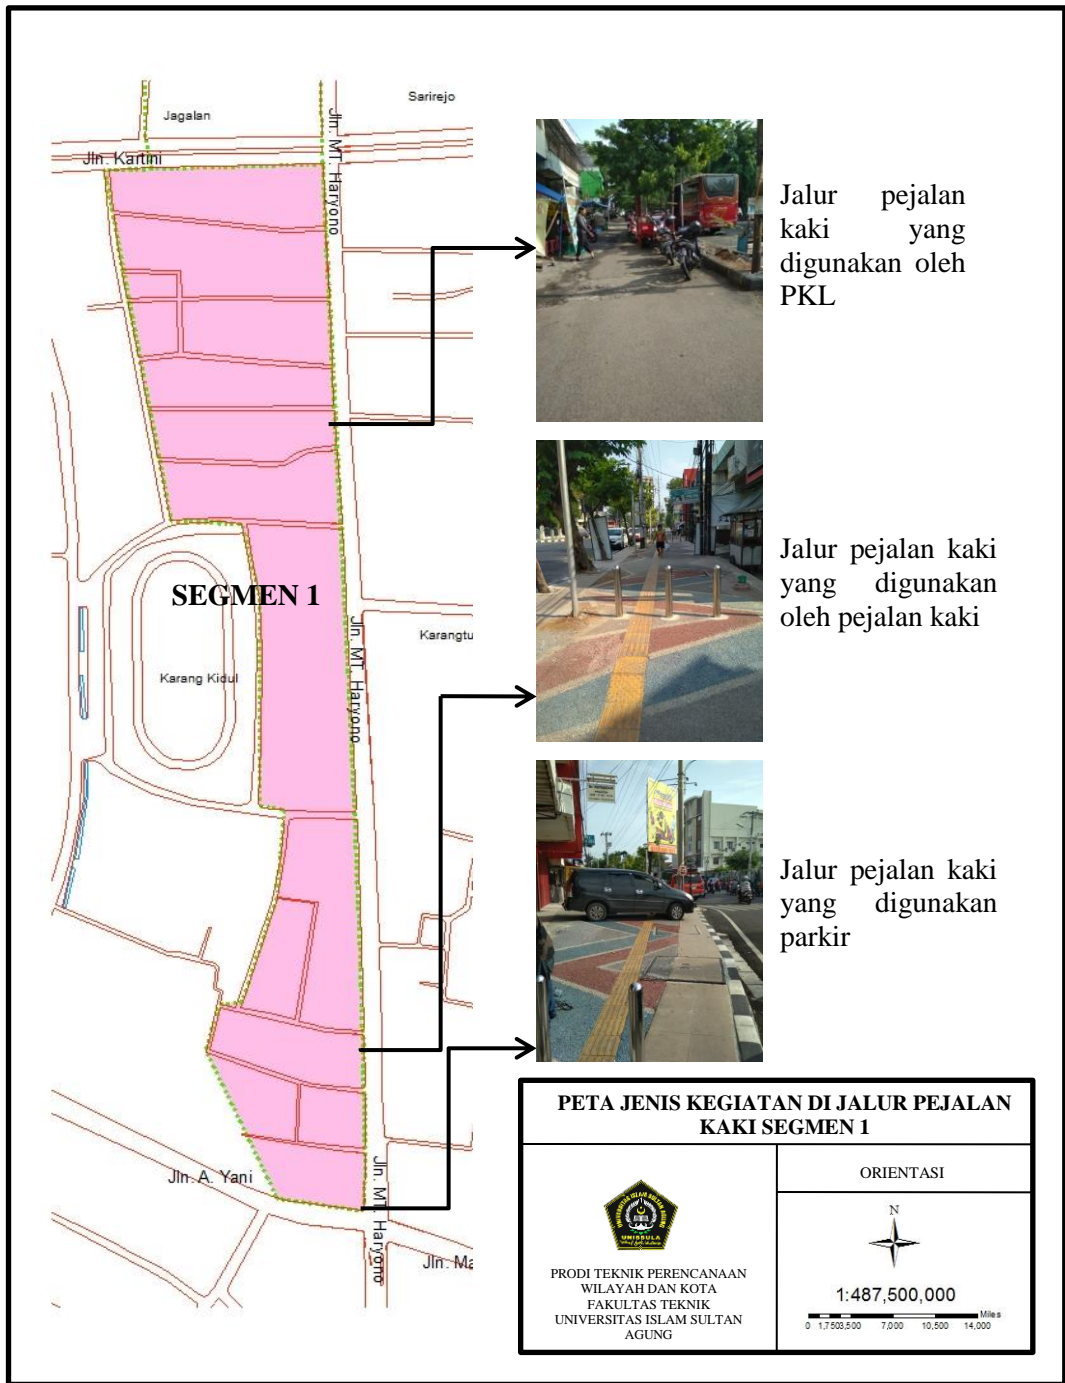 Sarirejo
Jagalan
Jln. Kartini
Jln. MT. Haryono
SEGMEN 1
Karang Kidul
Jln. MT. Haryono
Karangtu
Jln. A. Yani
Jln. MT. Haryono
Jln. Ma
Jalur pejalan
kaki yang
digunakan oleh
PKL
Jalur pejalan kaki
yang digunakan
oleh pejalan kaki
Jalur pejalan kaki
yang digunakan
parkir
PETA JENIS KEGIATAN DI JALUR PEJALAN
KAKI SEGMEN 1
UNIVERSITAS ISLAM SULTAN AGUNG
UNISSULA
PRODI TEKNIK PERENCANAAN
WILAYAH DAN KOTA
FAKULTAS TEKNIK
UNIVERSITAS ISLAM SULTAN
AGUNG
ORIENTASI
N
1:487,500,000
Miles
0 1,7503,500 7,000 10,500 14,000